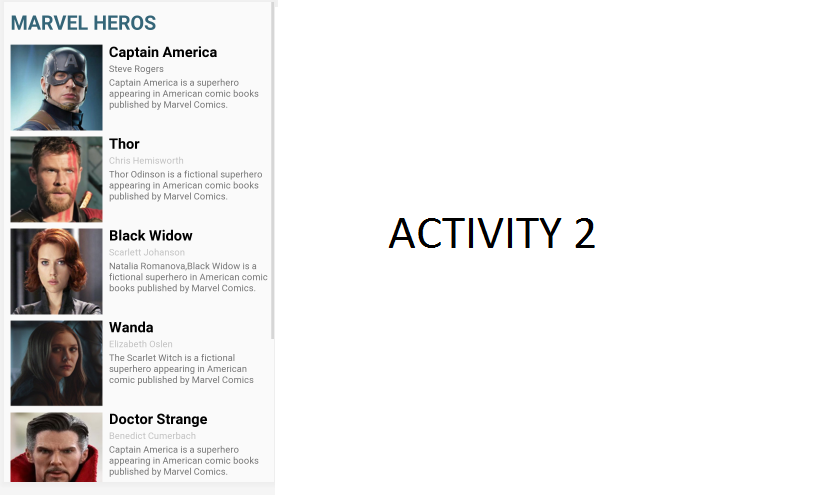 MARVEL HEROS
Captain America
Steve Rogers
Captain America is a superhero
appearing in American comic books
published by Marvel Comics.
Thor
Chris Hemisworth
Thor Odinson is a fictional superhero
appearing in American comic books
published by Marvel Comics.
Black Widow
Scarlett Johanson
Natalia Romanova,Black Widow is a
fictional superhero in American comic
books published by Marvel Comics.
Wanda
Elizabeth Oslen
The Scarlet Witch is a fictional
superhero appearing in American
comic published by Marvel Comics
Doctor Strange
Benedict Cumerbach
Captain America is a superhero
appearing in American comic books
published by Marvel Comics.
ACTIVITY 2